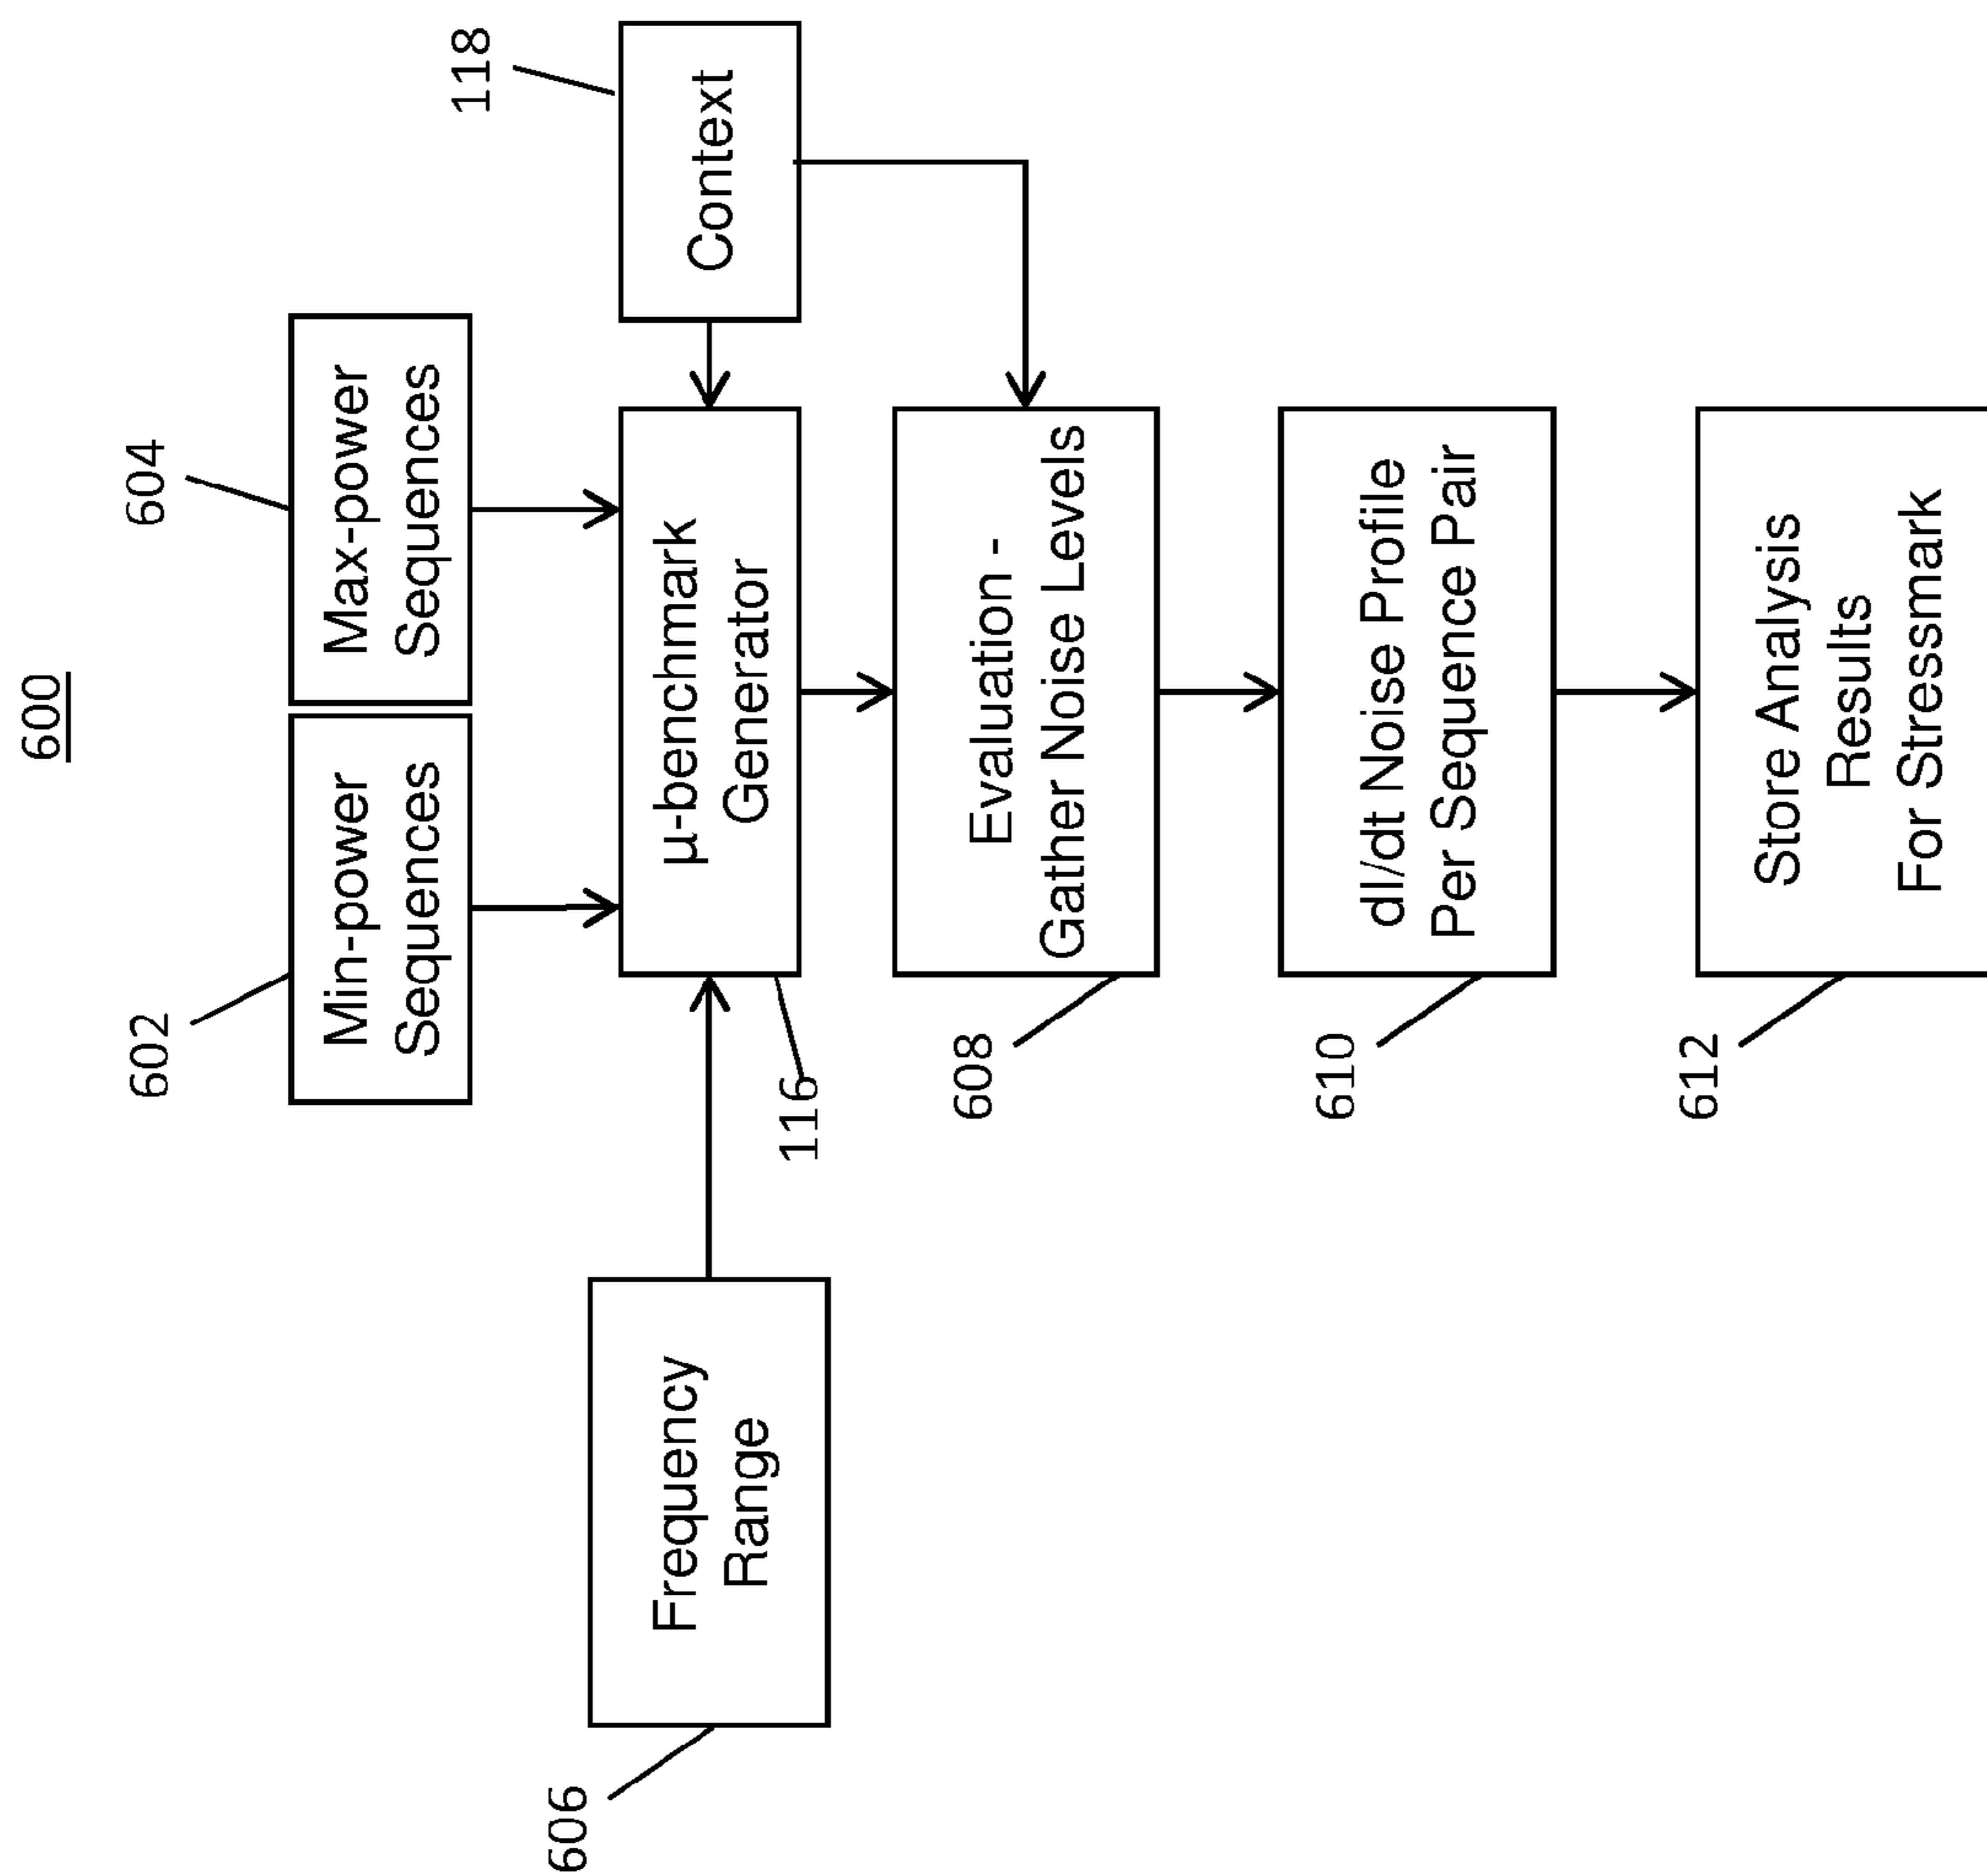 600
602
Min-power
Sequences
604
Max-power
Sequences
606
Frequency
Range
116
µ-benchmark
Generator
118
Context
608
Evaluation -
Gather Noise Levels
610
dI/dt Noise Profile
Per Sequence Pair
612
Store Analysis
Results
For Stressmark